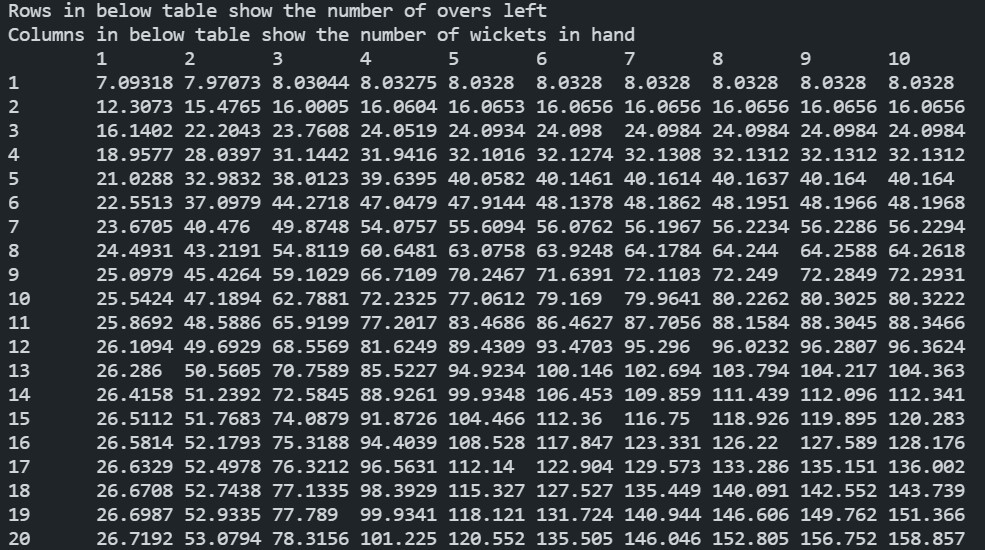 Rows in below table show the number of overs left
Columns in below table show the number of wickets in hand
1 2 3 4 5 6 7 8 9 10
1 7.09318 7.97073 8.03044 8.03275 8.0328 8.0328 8.0328 8.0328 8.0328 8.0328
2 12.3073 15.4765 16.0005 16.0604 16.0653 16.0656 16.0656 16.0656 16.0656 16.0656
3 16.1402 22.2043 23.7608 24.0519 24.0934 24.098 24.0984 24.0984 24.0984 24.0984
4 18.9577 28.0397 31.1442 31.9416 32.1016 32.1274 32.1308 32.1312 32.1312 32.1312
5 21.0288 32.9832 38.0123 39.6395 40.0582 40.1461 40.1614 40.1637 40.164 40.164
6 22.5513 37.0979 44.2718 47.0479 47.9144 48.1378 48.1862 48.1951 48.1966 48.1968
7 23.6705 40.476 49.8748 54.0757 55.6094 56.0762 56.1967 56.2234 56.2286 56.2294
8 24.4931 43.2191 54.8119 60.6481 63.0758 63.9248 64.1784 64.244 64.2588 64.2618
9 25.0979 45.4264 59.1029 66.7109 70.2467 71.6391 72.1103 72.249 72.2849 72.2931
10 25.5424 47.1894 62.7881 72.2325 77.0612 79.169 79.9641 80.2262 80.3025 80.3222
11 25.8692 48.5886 65.9199 77.2017 83.4686 86.4627 87.7056 88.1584 88.3045 88.3466
12 26.1094 49.6929 68.5569 81.6249 89.4309 93.4703 95.296 96.0232 96.2807 96.3624
13 26.286 50.5605 70.7589 85.5227 94.9234 100.146 102.694 103.794 104.217 104.363
14 26.4158 51.2392 72.5845 88.9261 99.9348 106.453 109.859 111.439 112.096 112.341
15 26.5112 51.7683 74.0879 91.8726 104.466 112.36 116.75 118.926 119.895 120.283
16 26.5814 52.1793 75.3188 94.4039 108.528 117.847 123.331 126.22 127.589 128.176
17 26.6329 52.4978 76.3212 96.5631 112.14 122.904 129.573 133.286 135.151 136.002
18 26.6708 52.7438 77.1335 98.3929 115.327 127.527 135.449 140.091 142.552 143.739
19 26.6987 52.9335 77.789 99.9341 118.121 131.724 140.944 146.606 149.762 151.366
20 26.7192 53.0794 78.3156 101.225 120.552 135.505 146.046 152.805 156.752 158.857